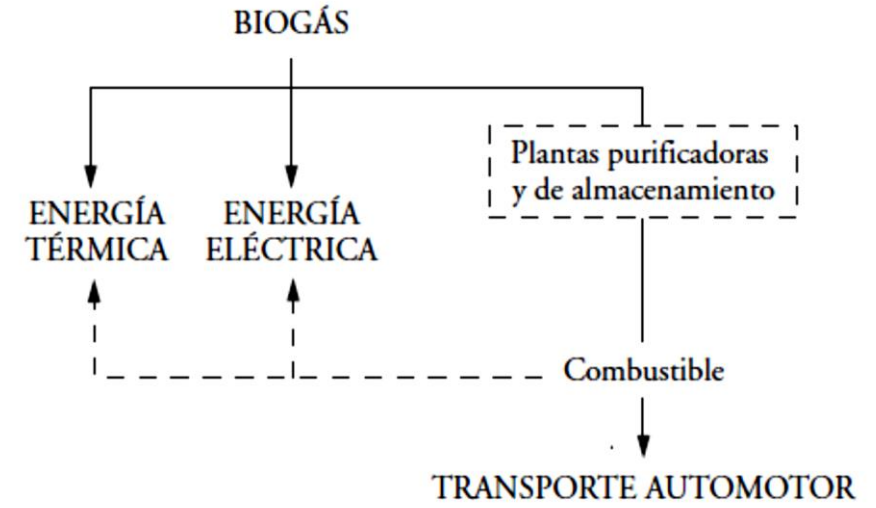 BIOGÁS
Plantas purificadoras
y de almacenamiento
ENERGÍA
TÉRMICA
ENERGÍA
ELÉCTRICA
Combustible
TRANSPORTE AUTOMOTOR